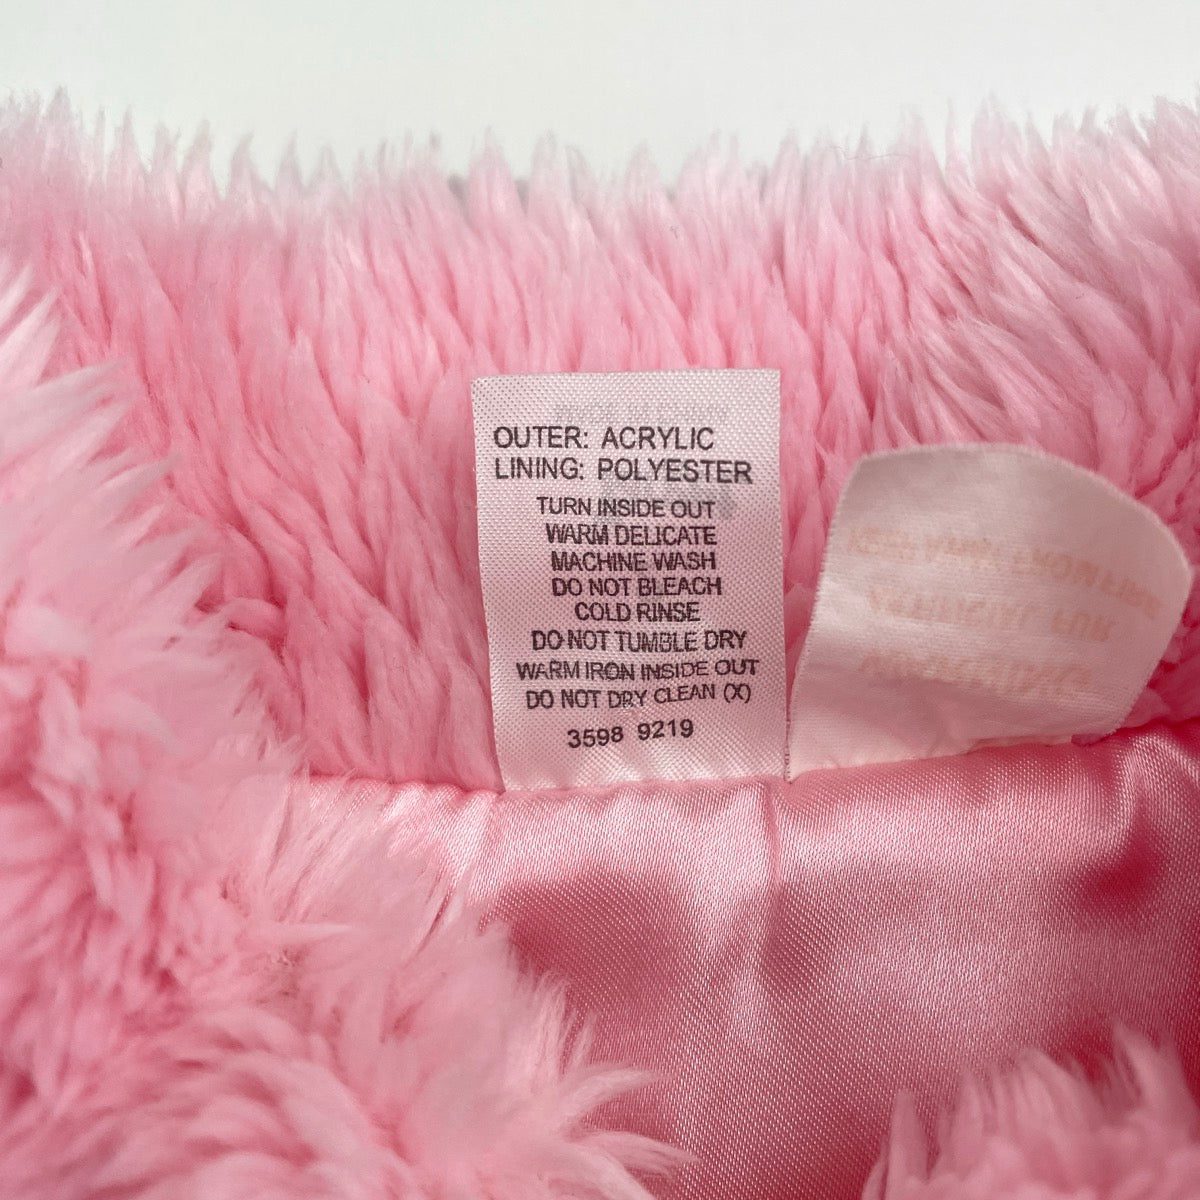 OUTER: ACRYLIC
LINING: POLYESTER
TURN INSIDE OUT
WARM DELICATE
MACHINE WASH
DO NOT BLEACH
COLD RINSE
DO NOT TUMBLE DRY
WARM IRON INSIDE OUT
DO NOT DRY CLEAN (X)
3598 9219